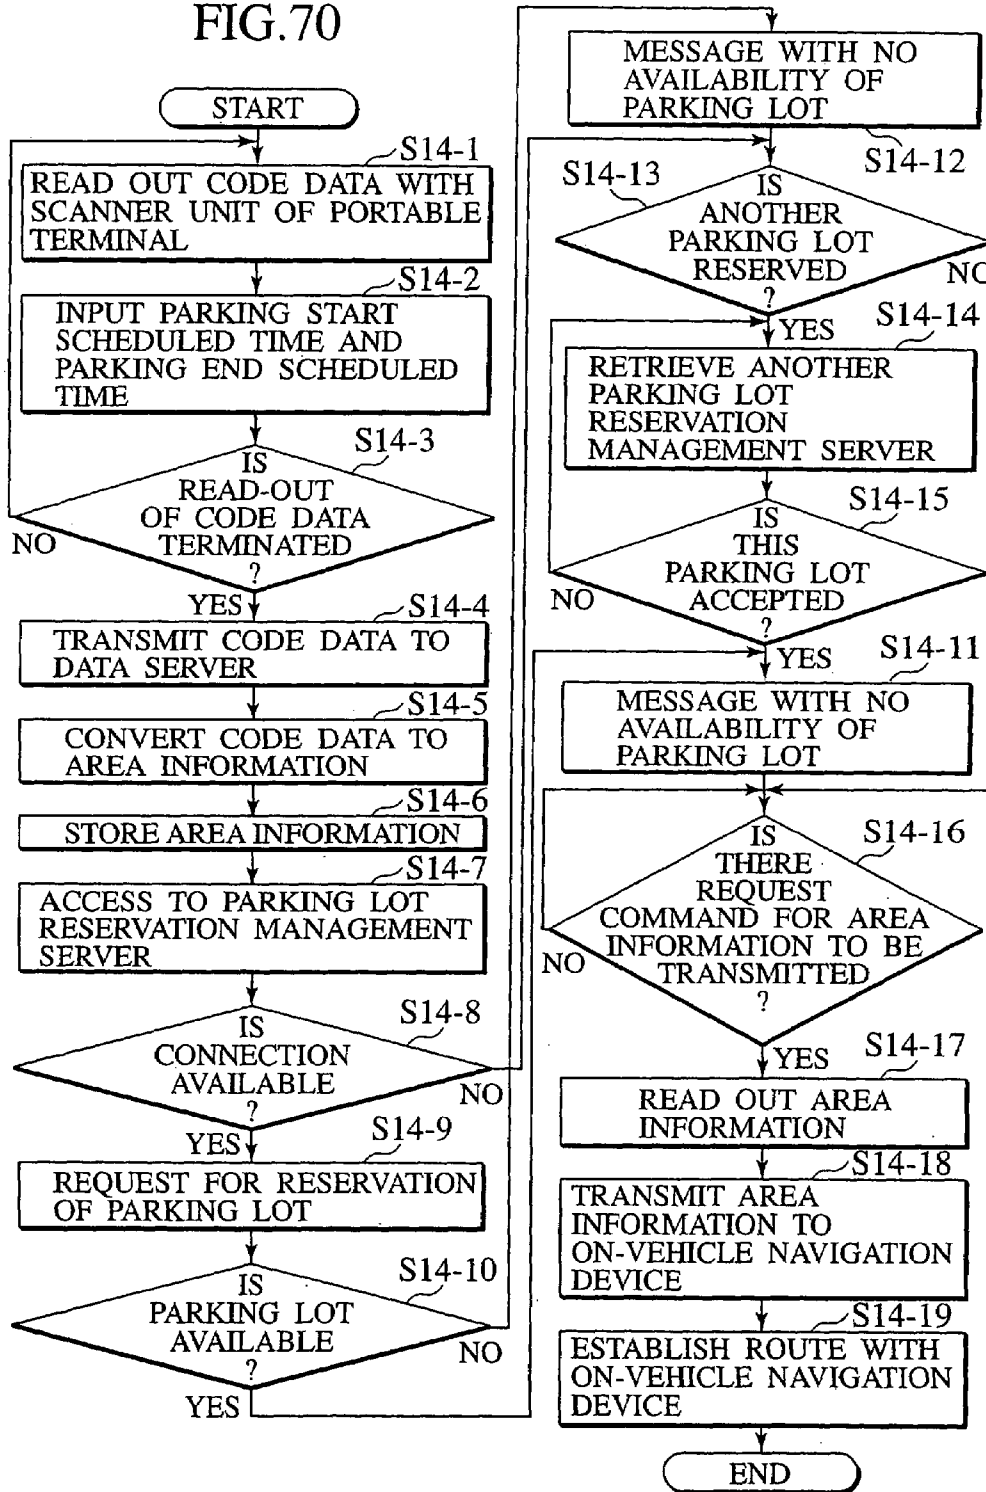 FIG.70
START
S14-1
READ OUT CODE DATA WITH
SCANNER UNIT OF PORTABLE
TERMINAL
S14-2
INPUT PARKING START
SCHEDULED TIME AND
PARKING END SCHEDULED
TIME
S14-3
IS
READ-OUT
OF CODE DATA
TERMINATED
?
NO
YES
S14-4
TRANSMIT CODE DATA TO
DATA SERVER
S14-5
CONVERT CODE DATA TO
AREA INFORMATION
S14-6
STORE AREA INFORMATION
S14-7
ACCESS TO PARKING LOT
RESERVATION MANAGEMENT
SERVER
S14-8
IS
CONNECTION
AVAILABLE
?
NO
YES
S14-9
REQUEST FOR RESERVATION
OF PARKING LOT
S14-10
IS
PARKING LOT
AVAILABLE
?
NO
YES
MESSAGE WITH NO
AVAILABILITY OF
PARKING LOT
S14-12
S14-13
IS
ANOTHER
PARKING LOT
RESERVED
?
NO
YES
S14-14
RETRIEVE ANOTHER
PARKING LOT
RESERVATION
MANAGEMENT SERVER
S14-15
IS
THIS
PARKING LOT
ACCEPTED
?
NO
YES
S14-11
MESSAGE WITH NO
AVAILABILITY OF
PARKING LOT
S14-16
IS
THERE
REQUEST
COMMAND FOR AREA
INFORMATION TO BE
TRANSMITTED
?
NO
YES
S14-17
READ OUT AREA
INFORMATION
S14-18
TRANSMIT AREA
INFORMATION TO
ON-VEHICLE NAVIGATION
DEVICE
S14-19
ESTABLISH ROUTE WITH
ON-VEHICLE NAVIGATION
DEVICE
END